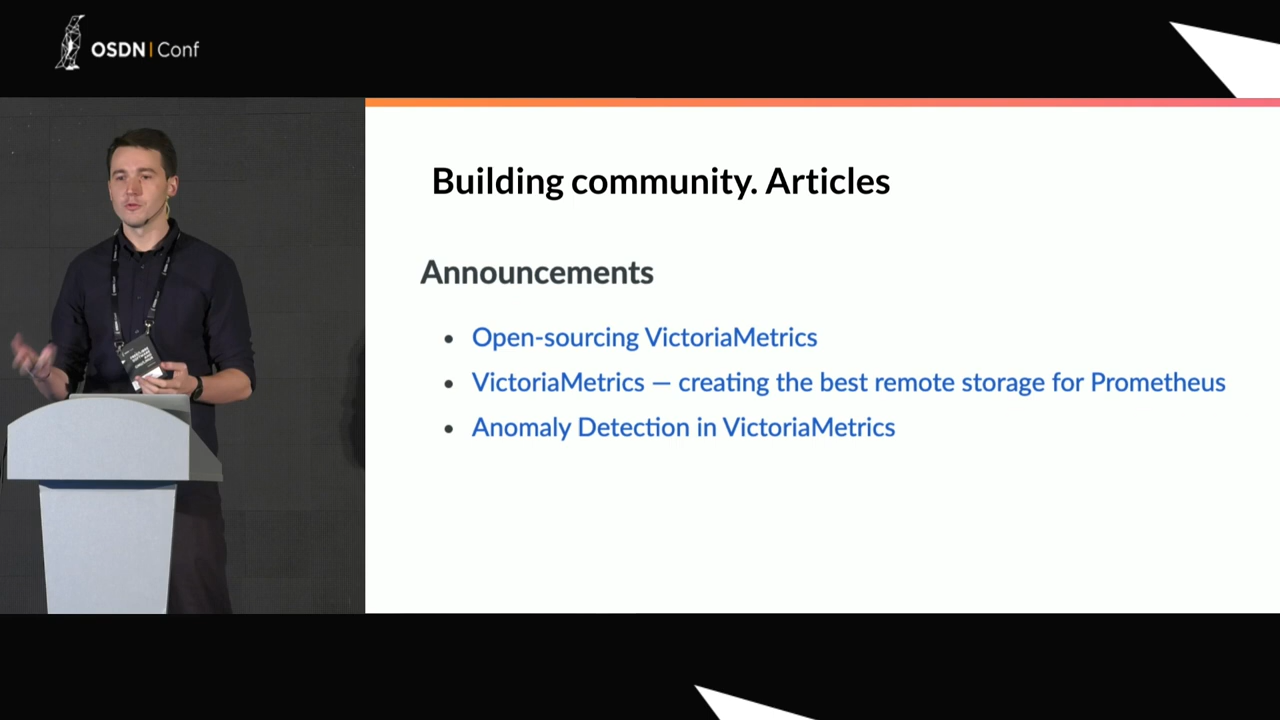 OSDN | Conf
Building community. Articles
Announcements
• Open-sourcing VictoriaMetrics
• VictoriaMetrics — creating the best remote storage for Prometheus
• Anomaly Detection in VictoriaMetrics